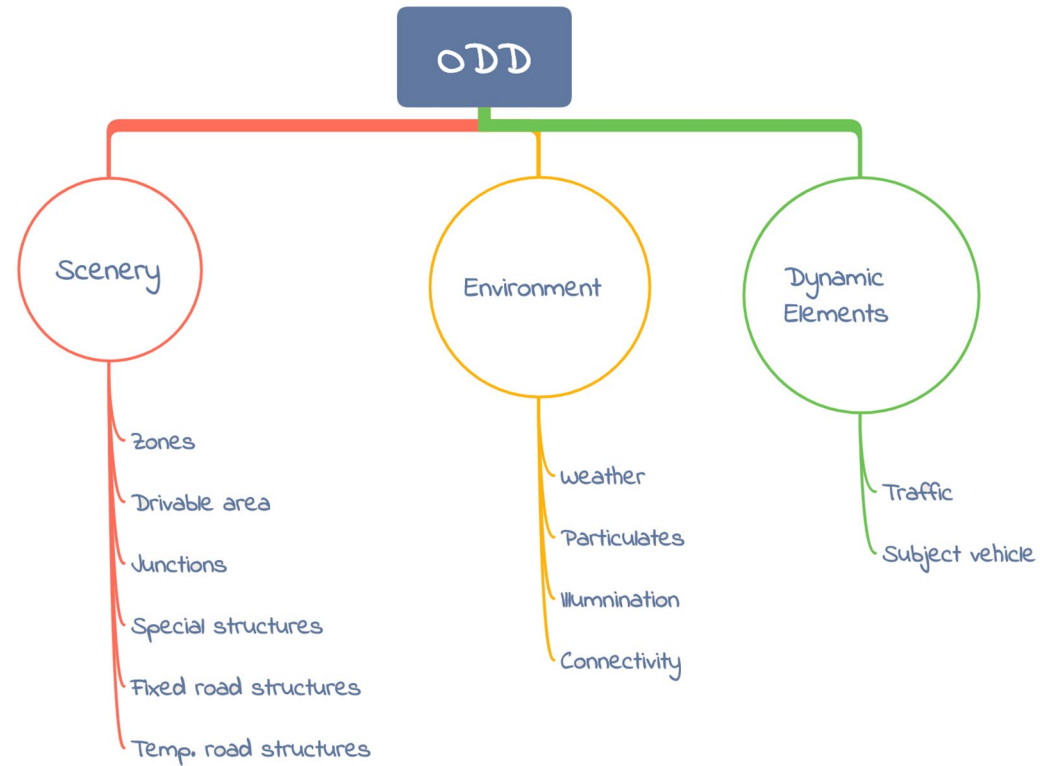 ODD
Scenery
Environment
Dynamic
Elements
Zones
Drivable area
Junctions
Special structures
Fixed road structures
Temp. road structures
Weather
Particulates
Illumnination
Connectivity
Traffic
Subject vehicle